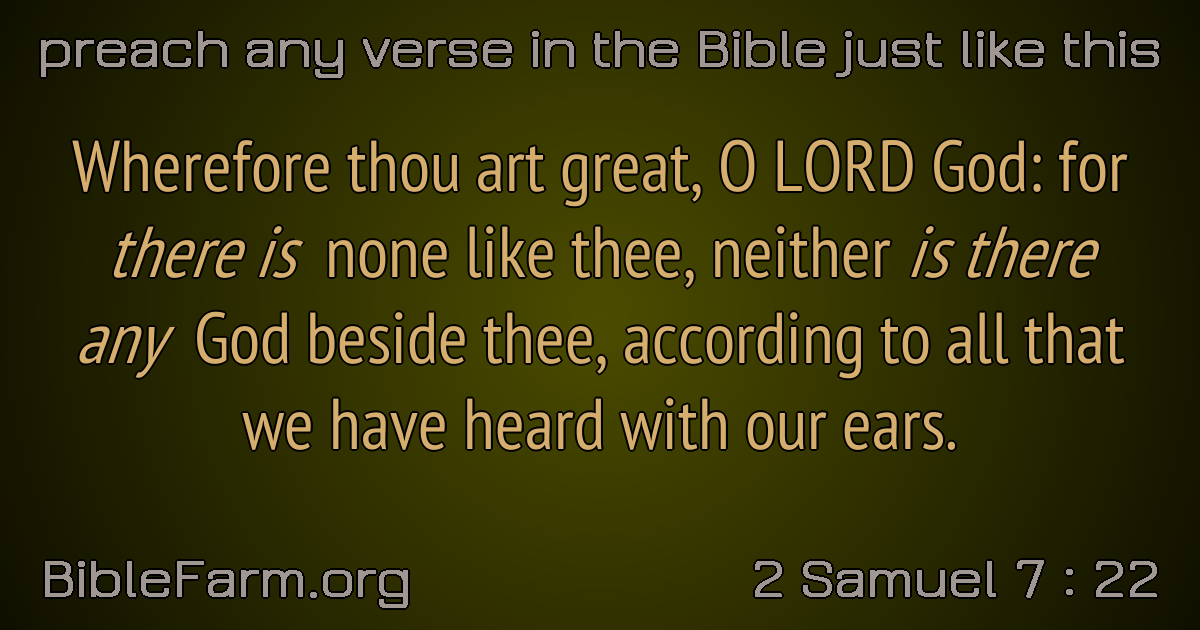 preach any verse in the Bible just like this
Wherefore thou art great, O LORD God: for
there is none like thee, neither is there
any God beside thee, according to all that
we have heard with our ears.
BibleFarm.org
2 Samuel 7 : 22